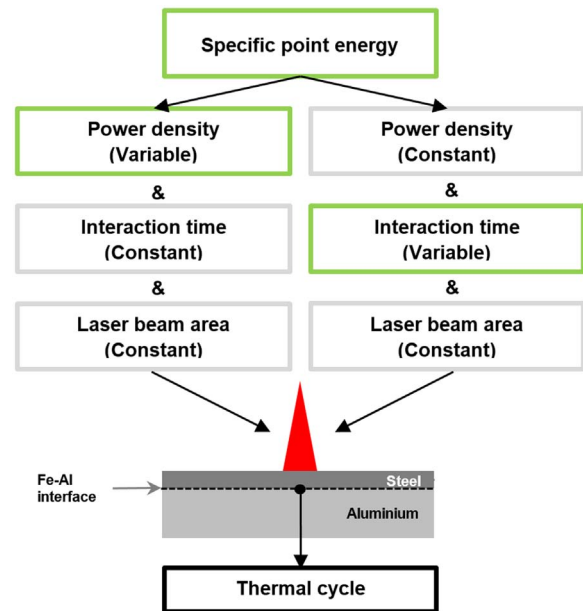 Specific point energy
Power density
(Variable)
Power density
(Constant)
&
&
Interaction time
(Constant)
Interaction time
(Variable)
&
&
Laser beam area
(Constant)
Laser beam area
(Constant)
Fe-Al
interface
Steel
Aluminium
Thermal cycle